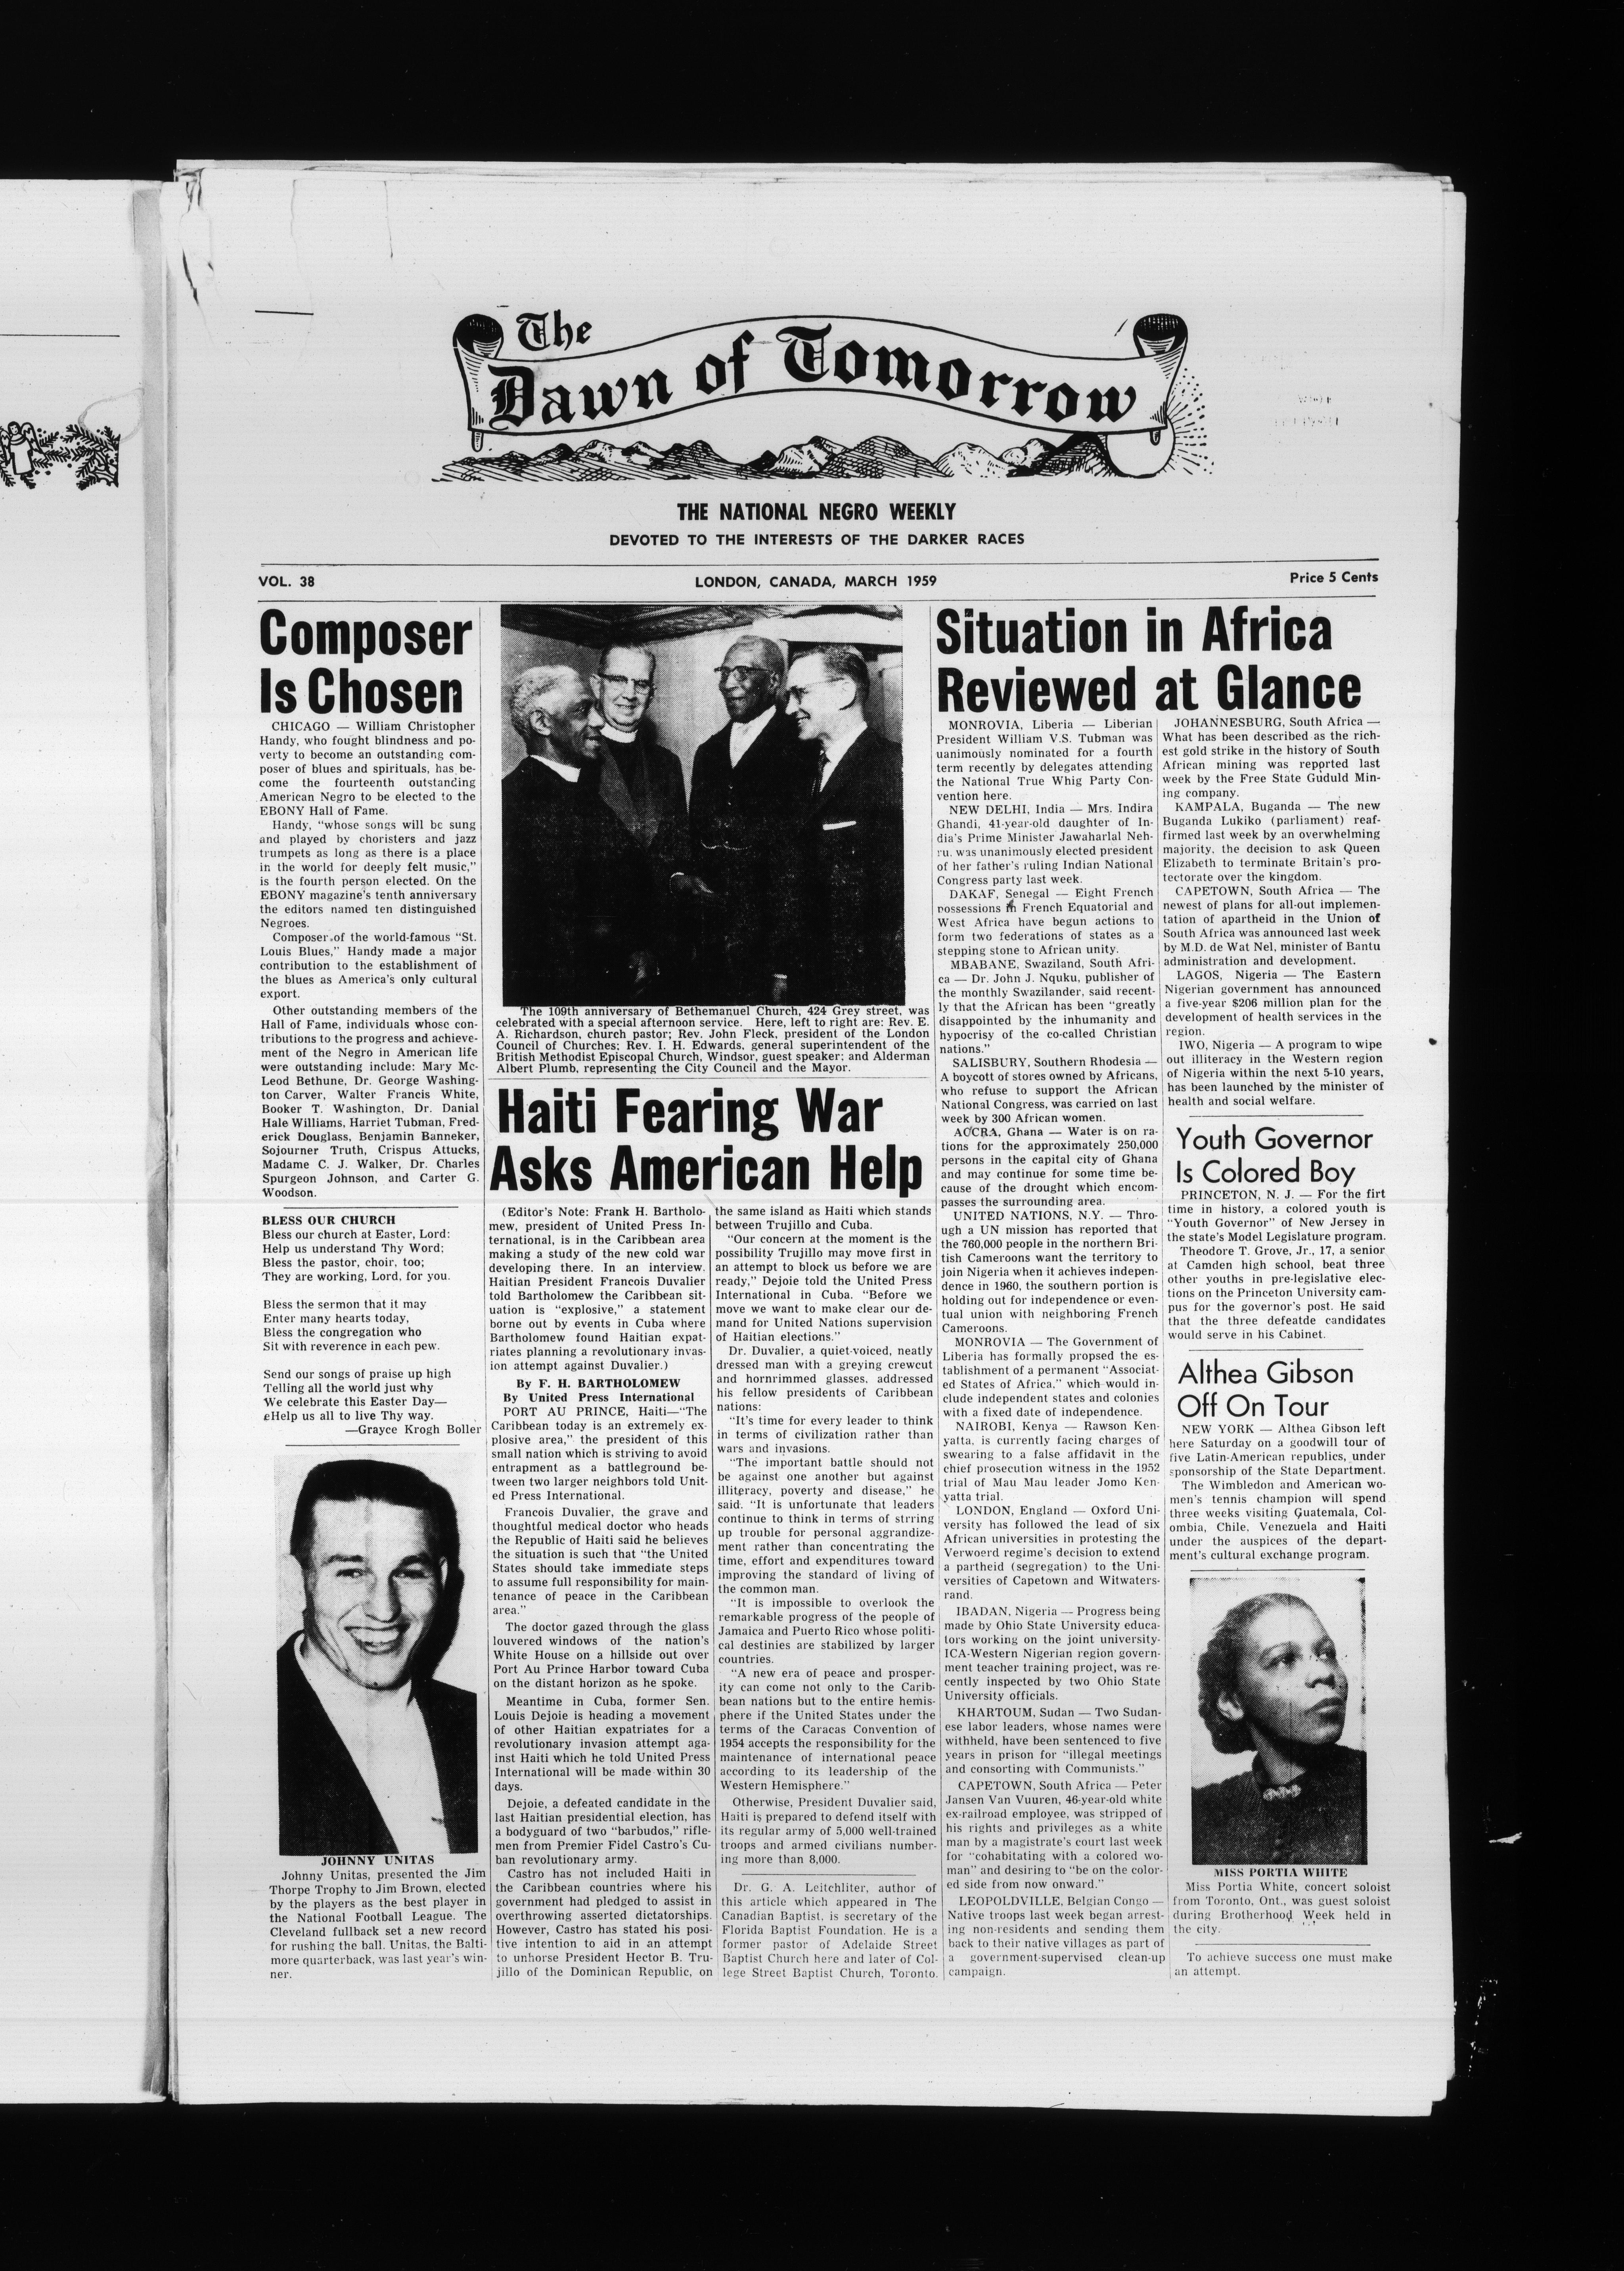 The
Dawn of Tomorrow
THE NATIONAL NEGRO WEEKLY
DEVOTED TO THE INTERESTS OF THE DARKER RACES
VOL. 38
LONDON, CANADA, MARCH 1959
Price 5 Cents
Composer
Is Chosen
CHICAGO — William Christopher
Handy, who fought blindness and po-
verty to become an outstanding com-
poser of blues and spirituals, has be-
come the fourteenth outstanding
American Negro to be elected to the
EBONY Hall of Fame.
Handy, "whose songs will be sung
and played by choristers and jazz
trumpets as long as there is a place
in the world for deeply felt music,"
is the fourth person elected. On the
EBONY magazine's tenth anniversary
the editors named ten distinguished
Negroes.
Composer of the world-famous "St.
Louis Blues," Handy made a major
contribution to the establishment of
the blues as America's only cultural
export.
Other outstanding members of the
Hall of Fame, individuals whose con-
tributions to the progress and achieve-
ment of the Negro in American life
were outstanding include: Mary Mc-
Leod Bethune, Dr. George Washing-
ton Carver, Walter Francis White,
Booker T. Washington, Dr. Danial
Hale Williams, Harriet Tubman, Fred-
erick Douglass, Benjamin Banneker,
Sojourner Truth, Crispus Attucks,
Madame C. J. Walker, Dr. Charles
Spurgeon Johnson, and Carter G.
Woodson.
BLESS OUR CHURCH
Bless our church at Easter, Lord:
Help us understand Thy Word;
Bless the pastor, choir, too;
They are working, Lord, for you.
Bless the sermon that it may
Enter many hearts today,
Bless the congregation who
Sit with reverence in each pew.
Send our songs of praise up high
Telling all the world just why
We celebrate this Easter Day—
eHelp us all to live Thy way.
—Grayce Krogh Boller
JOHNNY UNITAS
Johnny Unitas, presented the Jim
Thorpe Trophy to Jim Brown, elected
by the players as the best player in
the National Football League. The
Cleveland fullback set a new record
for rushing the ball. Unitas, the Balti-
more quarterback, was last year's win-
ner.
The 109th anniversary of Bethemanuel Church, 424 Grey street, was
celebrated with a special afternoon service. Here, left to right are: Rev. E.
A. Richardson, church pastor; Rev. John Fleck, president of the London
Council of Churches; Rev. I. H. Edwards, general superintendent of the
British Methodist Episcopal Church, Windsor, guest speaker; and Alderman
Albert Plumb, representing the City Council and the Mayor.
Haiti Fearing War
Asks American Help
(Editor's Note: Frank H. Bartholo-
mew, president of United Press In-
ternational, is in the Caribbean area
making a study of the new cold war
developing there. In an interview,
Haitian President Francois Duvalier
told Bartholomew the Caribbean sit-
uation is "explosive," a statement
borne out by events in Cuba where
Bartholomew found Haitian expat-
riates planning a revolutionary invas-
ion attempt against Duvalier.)
By F. H. BARTHOLOMEW
By United Press International
PORT AU PRINCE, Haiti—"The
Caribbean today is an extremely ex-
plosive area," the president of this
small nation which is striving to avoid
entrapment as a battleground be-
tween two larger neighbors told Unit-
ed Press International.
Francois Duvalier, the grave and
thoughtful medical doctor who heads
the Republic of Haiti said he believes
the situation is such that "the United
States should take immediate steps
to assume full responsibility for main-
tenance of peace in the Caribbean
area."
The doctor gazed through the glass
louvered windows of the nation's
White House on a hillside out over
Port Au Prince Harbor toward Cuba
on the distant horizon as he spoke.
Meantime in Cuba, former Sen.
Louis Dejoie is heading a movement
of other Haitian expatriates for a
revolutionary invasion attempt aga-
inst Haiti which he told United Press
International will be made within 30
days.
Dejoie, a defeated candidate in the
last Haitian presidential election, has
a bodyguard of two "barbudos," rifle-
men from Premier Fidel Castro's Cu-
ban revolutionary army.
Castro has not included Haiti in
the Caribbean countries where his
government had pledged to assist in
overthrowing asserted dictatorships.
However, Castro has stated his posi-
tive intention to aid in an attempt
to unhorse President Hector B. Tru-
jillo of the Dominican Republic, on
the same island as Haiti which stands
between Trujillo and Cuba.
"Our concern at the moment is the
possibility Trujillo may move first in
an attempt to block us before we are
ready," Dejoie told the United Press
International in Cuba. "Before we
move we want to make clear our de-
mand for United Nations supervision
of Haitian elections."
Dr. Duvalier, a quiet-voiced, neatly
dressed man with a greying crewcut
and hornrimmed glasses, addressed
his fellow presidents of Caribbean
nations:
"It's time for every leader to think
in terms of civilization rather than
wars and invasions.
"The important battle should not
be against one another but against
illiteracy, poverty and disease," he
said. "It is unfortunate that leaders
continue to think in terms of strring
up trouble for personal aggrandize-
ment rather than concentrating the
time, effort and expenditures toward
improving the standard of living of
the common man.
"It is impossible to overlook the
remarkable progress of the people of
Jamaica and Puerto Rico whose politi-
cal destinies are stabilized by larger
countries.
"A new era of peace and prosper-
ity can come not only to the Carib-
bean nations but to the entire hemis-
phere if the United States under the
terms of the Caracas Convention of
1954 accepts the responsibility for the
maintenance of international peace
according to its leadership of the
Western Hemisphere."
Otherwise, President Duvalier said,
Haiti is prepared to defend itself with
its regular army of 5,000 well-trained
troops and armed civilians number-
ing more than 8,000.
Dr. G. A. Leitchliter, author of
this article which appeared in The
Canadian Baptist, is secretary of the
Florida Baptist Foundation. He is a
former pastor of Adelaide Street
Baptist Church here and later of Col-
lege Street Baptist Church, Toronto.
Situation in Africa
Reviewed at Glance
MONROVIA, Liberia — Liberian
President William V.S. Tubman was
uanimously nominated for a fourth
term recently by delegates attending
the National True Whig Party Con-
vention here.
NEW DELHI, India — Mrs. Indira
Ghandi, 41-year-old daughter of In-
dia's Prime Minister Jawaharlal Neh-
ru, was unanimously elected president
of her father's ruling Indian National
Congress party last week.
DAKAF, Senegal — Eight French
possessions in French Equatorial and
West Africa have begun actions to
form two federations of states as a
stepping stone to African unity.
MBABANE, Swaziland, South Afri-
ca — Dr. John J. Nquku, publisher of
the monthly Swazilander, said recent-
ly that the African has been "greatly
disappointed by the inhumanity and
hypocrisy of the co-called Christian
nations."
SALISBURY, Southern Rhodesia —
A boycott of stores owned by Africans,
who refuse to support the African
National Congress, was carried on last
week by 300 African women.
ACCRA, Ghana — Water is on ra-
tions for the approximately 250,000
persons in the capital city of Ghana
and may continue for some time be-
cause of the drought which encom-
passes the surrounding area.
UNITED NATIONS, N.Y. — Thro-
ugh a UN mission has reported that
the 760,000 people in the northern Bri-
tish Cameroons want the territory to
join Nigeria when it achieves indepen-
dence in 1960, the southern portion is
holding out for independence or even-
tual union with neighboring French
Cameroons.
MONROVIA — The Government of
Liberia has formally propsed the es-
tablishment of a permanent "Associat-
ed States of Africa," which would in-
clude independent states and colonies
with a fixed date of independence.
NAIROBI, Kenya — Rawson Ken-
yatta, is currently facing charges of
swearing to a false affidavit in the
chief prosecution witness in the 1952
trial of Mau Mau leader Jomo Ken-
yatta trial.
LONDON, England — Oxford Uni-
versity has followed the lead of six
African universities in protesting the
Verwoerd regime's decision to extend
a partheid (segregation) to the Uni-
versities of Capetown and Witwaters-
rand.
IBADAN, Nigeria — Progress being
made by Ohio State University educa-
tors working on the joint university-
ICA-Western Nigerian region govern-
ment teacher training project, was re-
cently inspected by two Ohio State
University officials.
KHARTOUM, Sudan — Two Sudan-
ese labor leaders, whose names were
withheld, have been sentenced to five
years in prison for "illegal meetings
and consorting with Communists."
CAPETOWN, South Africa — Peter
Jansen Van Vuuren, 46-year-old white
ex-railroad employee, was stripped of
his rights and privileges as a white
man by a magistrate's court last week
for "cohabitating with a colored wo-
man" and desiring to "be on the color-
ed side from now onward."
LEOPOLDVILLE, Belgian Congo —
Native troops last week began arrest-
ing non-residents and sending them
back to their native villages as part of
a government-supervised clean-up
campaign.
JOHANNESBURG, South Africa —
What has been described as the rich-
est gold strike in the history of South
African mining was reported last
week by the Free State Guduld Min-
ing company.
KAMPALA, Buganda — The new
Buganda Lukiko (parliament) reaf-
firmed last week by an overwhelming
majority, the decision to ask Queen
Elizabeth to terminate Britain's pro-
tectorate over the kingdom.
CAPETOWN, South Africa — The
newest of plans for all-out implemen-
tation of apartheid in the Union of
South Africa was announced last week
by M.D. de Wat Nel, minister of Bantu
administration and development.
LAGOS, Nigeria — The Eastern
Nigerian government has announced
a five-year $206 million plan for the
development of health services in the
region.
IWO, Nigeria — A program to wipe
out illiteracy in the Western region
of Nigeria within the next 5-10 years,
has been launched by the minister of
health and social welfare.
Youth Governor
Is Colored Boy
PRINCETON, N. J. — For the firt
time in history, a colored youth is
"Youth Governor" of New Jersey in
the state's Model Legislature program.
Theodore T. Grove, Jr., 17, a senior
at Camden high school, beat three
other youths in pre-legislative elec-
tions on the Princeton University cam-
pus for the governor's post. He said
that the three defeatde candidates
would serve in his Cabinet.
Althea Gibson
Off On Tour
NEW YORK — Althea Gibson left
here Saturday on a goodwill tour of
five Latin-American republics, under
sponsorship of the State Department.
The Wimbledon and American wo-
men's tennis champion will spend
three weeks visiting Guatemala, Col-
ombia, Chile, Venezuela and Haiti
under the auspices of the depart-
ment's cultural exchange program.
MISS PORTIA WHITE
Miss Portia White, concert soloist
from Toronto, Ont., was guest soloist
during Brotherhood Week held in
the city.
To achieve success one must make
an attempt.